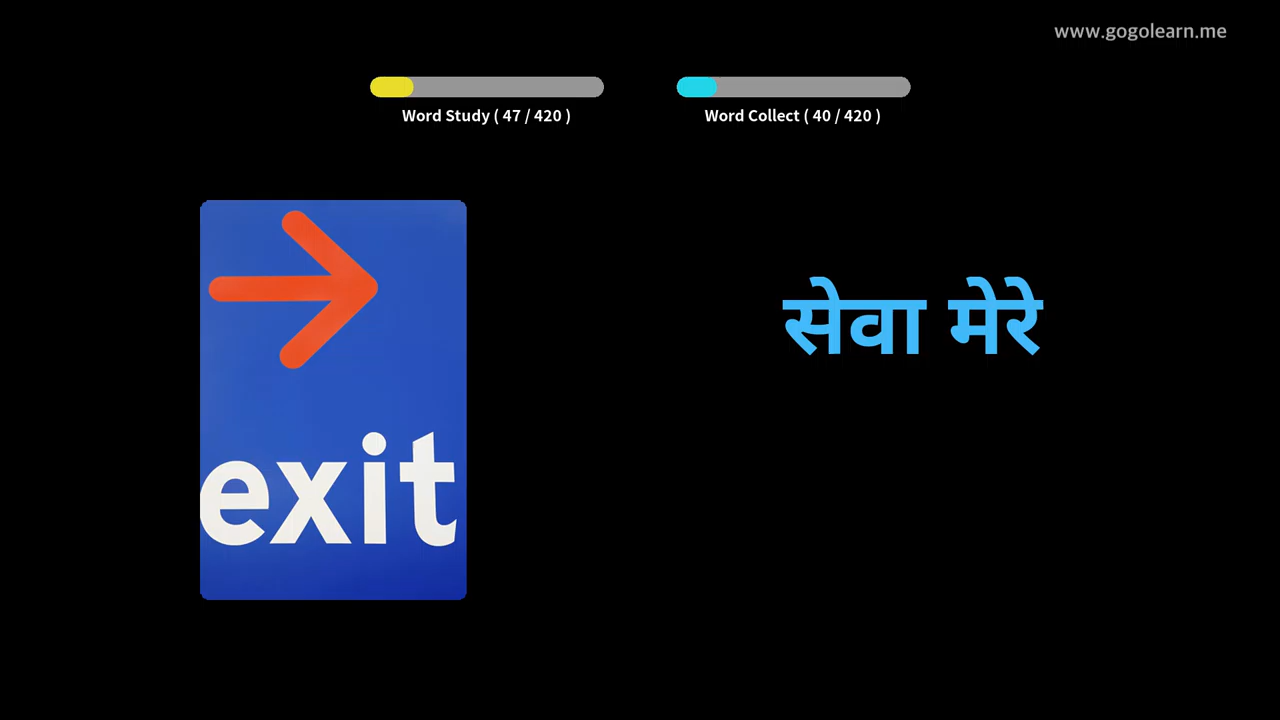 www.gogolearn.me
Word Study ( 47 / 420 )
Word Collect ( 40 / 420 )
exit
सेवा मेरे